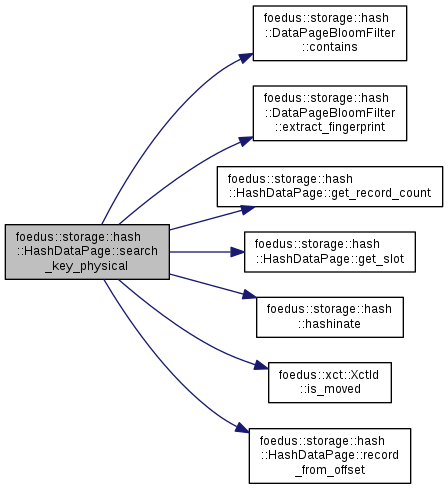 foedus::storage::hash
::DataPageBloomFilter
::contains
foedus::storage::hash
::DataPageBloomFilter
::extract_fingerprint
foedus::storage::hash
::HashDataPage::get_record_count
foedus::storage::hash
::HashDataPage::search
_key_physical
foedus::storage::hash
::HashDataPage::get_slot
foedus::storage::hash
::hashinate
foedus::xct::XctId
::is_moved
foedus::storage::hash
::HashDataPage::record
_from_offset